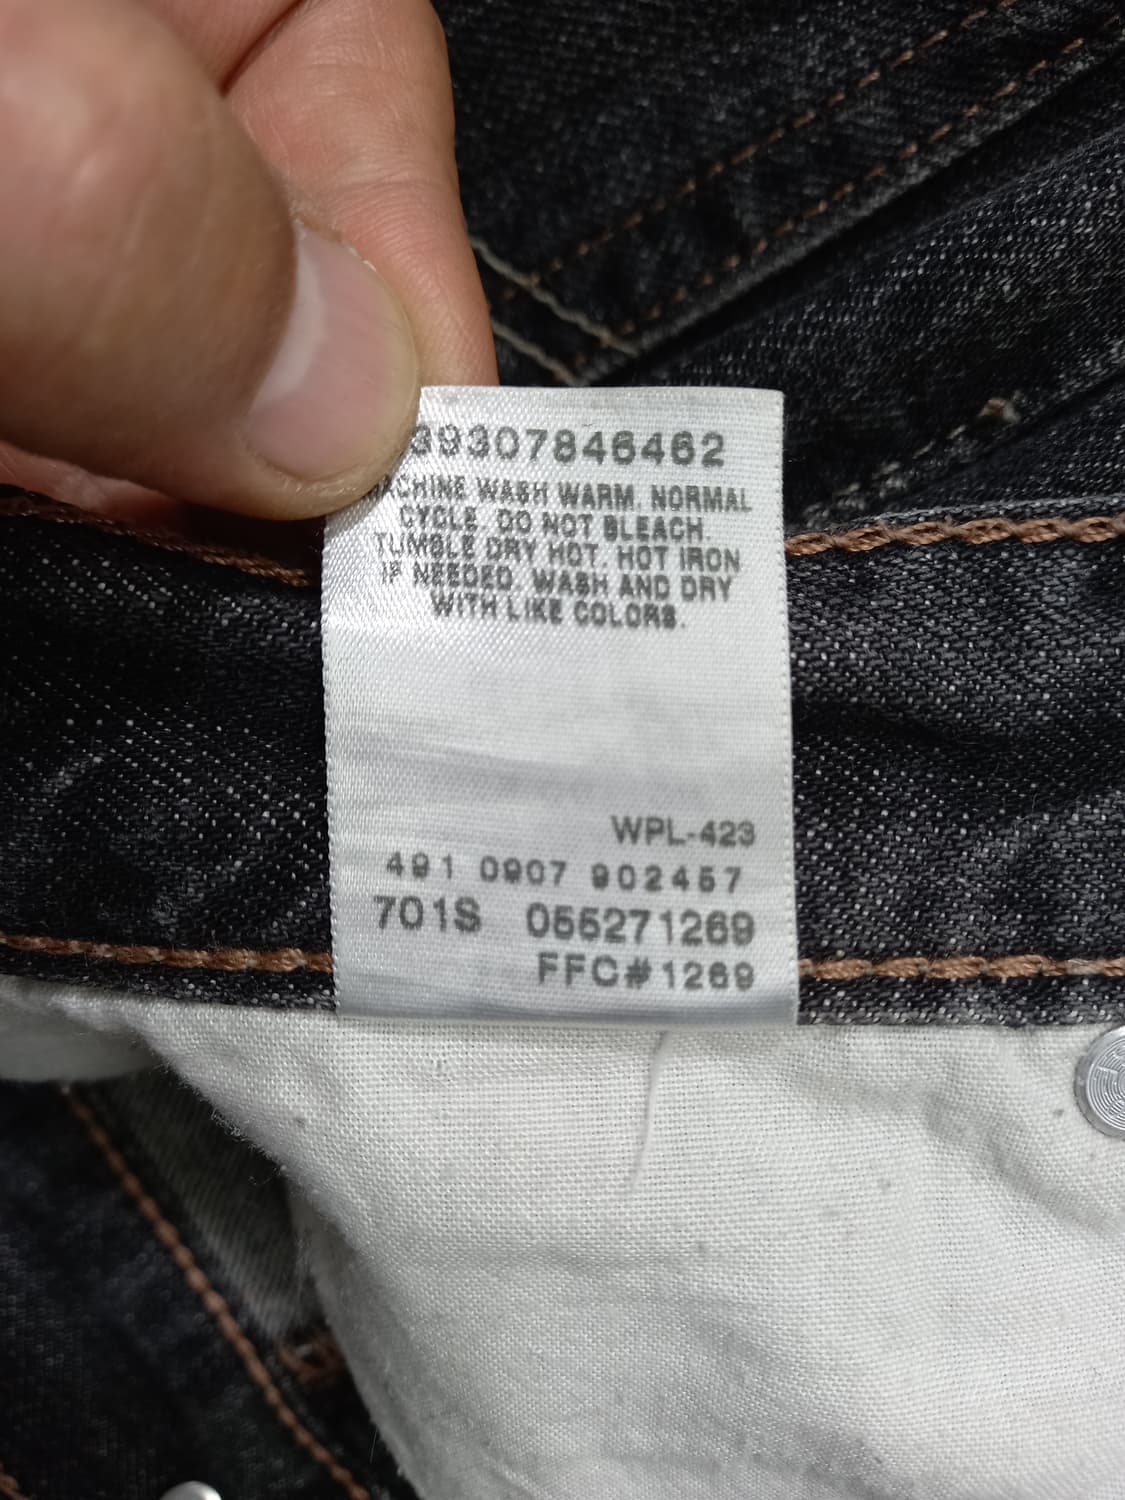 39307846462
MACHINE WASH WARM, NORMAL
CYCLE. DO NOT BLEACH.
TUMBLE DRY HOT. HOT IRON
IF NEEDED. WASH AND DRY
WITH LIKE COLORS.
WPL-423
491 0907 902457
701S 055271269
FFC#1269